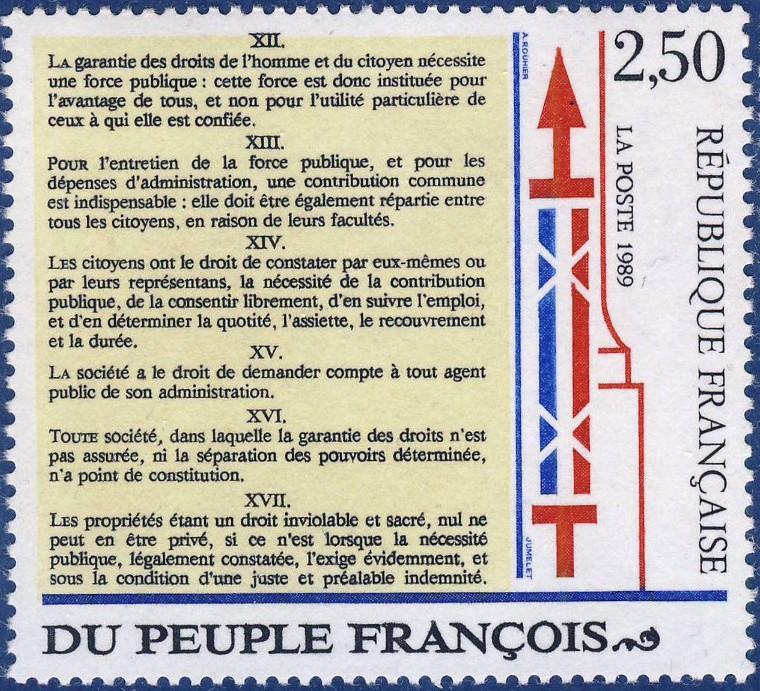 XII.
LA garantie des droits de l'homme et du citoyen nécessite
une force publique : cette force est donc instituée pour
l'avantage de tous, et non pour l'utilité particulière de
ceux à qui elle est confiée.
XIII.
POUR l'entretien de la force publique, et pour les
dépenses d'administration, une contribution commune
est indispensable : elle doit être également répartie entre
tous les citoyens, en raison de leurs facultés.
XIV.
LES citoyens ont le droit de constater par eux-mêmes ou
par leurs représentans, la nécessité de la contribution
publique, de la consentir librement, d'en suivre l'emploi,
et d'en déterminer la quotité, l'assiette, le recouvrement
et la durée.
XV.
LA société a le droit de demander compte à tout agent
public de son administration.
XVI.
TOUTE société, dans laquelle la garantie des droits n'est
pas assurée, ni la séparation des pouvoirs déterminée,
n'a point de constitution.
XVII.
LES propriétés étant un droit inviolable et sacré, nul ne
peut en être privé, si ce n'est lorsque la nécessité
publique, légalement constatée, l'exige évidemment, et
sous la condition d'une juste et préalable indemnité.
DU PEUPLE FRANÇOIS.
A. ROUHIER
JUMELET
2,50
LA POSTE 1989
RÉPUBLIQUE FRANÇAISE